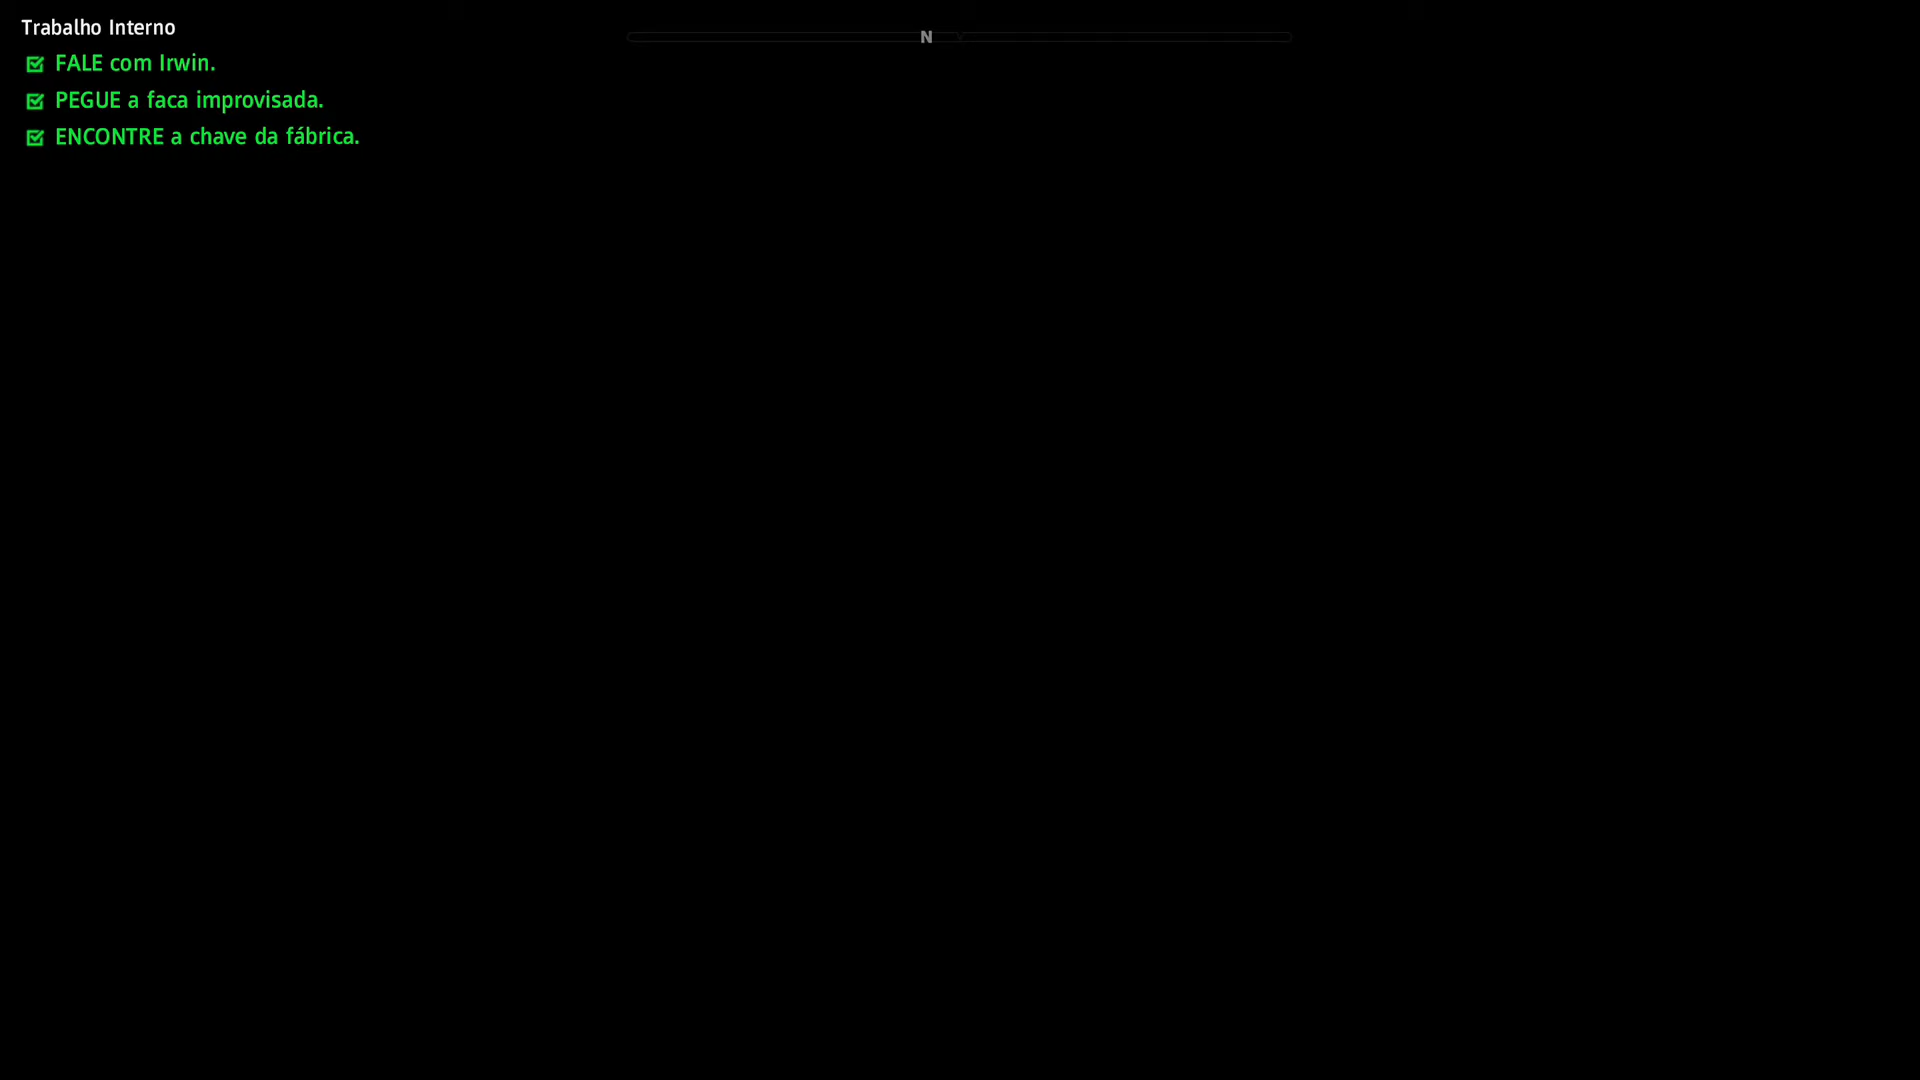 Trabalho Interno
N
FALE com Irwin.
PEGUE a faca improvisada.
ENCONTRE a chave da fábrica.